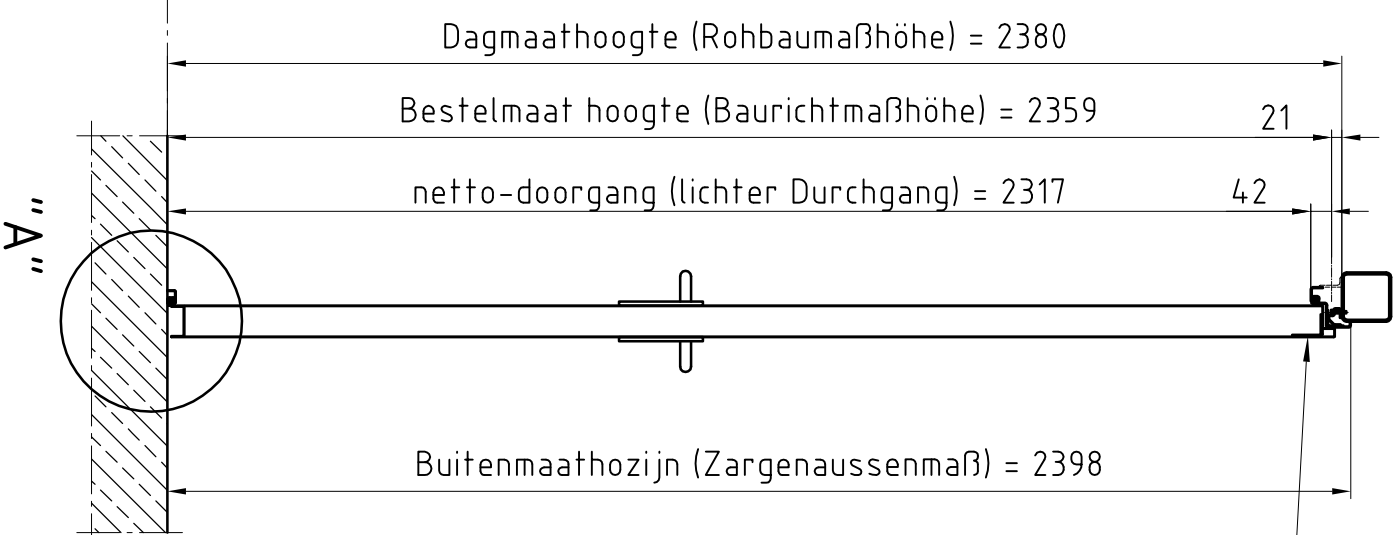 Dagmaathoogte (Rohbaumaßhöhe) = 2380
Bestelmaat hoogte (Baurichtmaßhöhe) = 2359
21
netto-doorgang (lichter Durchgang) = 2317
42
"A"
Buitenmaathozijn (Zargenaussenmaß) = 2398